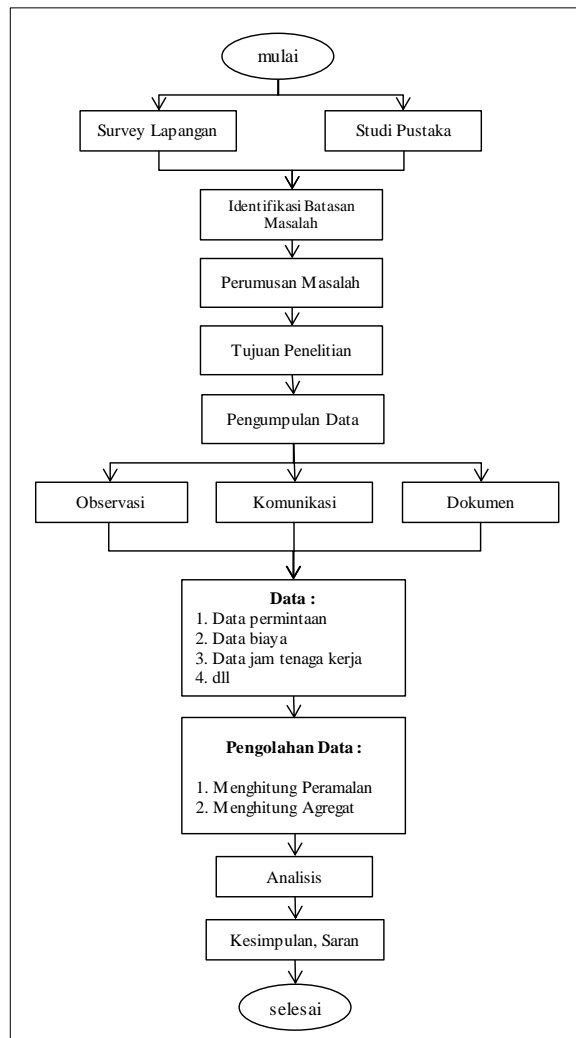 mulai
Survey Lapangan
Studi Pustaka
Identifikasi Batasan
Masalah
Perumusan Masalah
Tujuan Penelitian
Pengumpulan Data
Observasi
Komunikasi
Dokumen
Data :
1. Data permintaan
2. Data biaya
3. Data jam tenaga kerja
4. dll
Pengolahan Data :
1. Menghitung Peramalan
2. Menghitung Agregat
Analisis
Kesimpulan, Saran
selesai